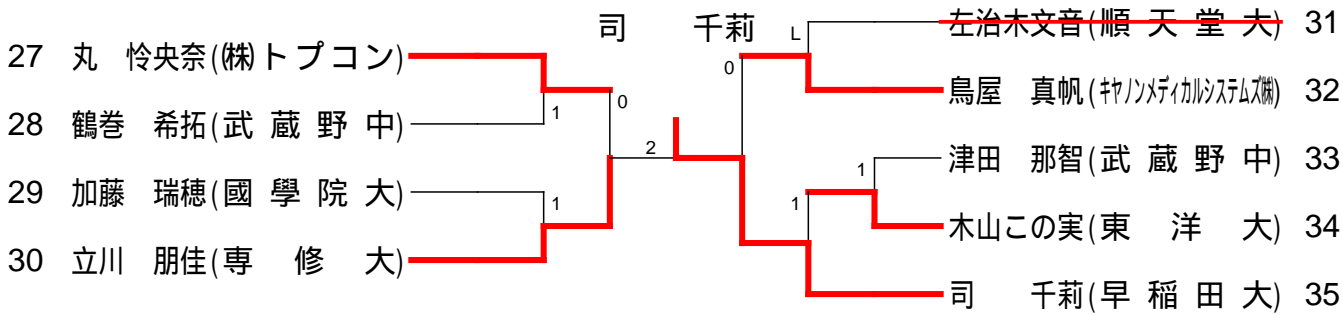 司　　千莉
27 丸　怜央奈(㈱トプコン)
0
1
28 鶴巻　希拓(武蔵野中)
2
29 加藤　瑞穂(國學院大)
1
30 立川　朋佳(専修大)
L
左治木文音(順天堂大) 31
0
鳥屋　真帆(キヤノンメディカルシステムズ㈱) 32
津田　那智(武蔵野中) 33
1
1
木山この実(東洋大) 34
司　　千莉(早稲田大) 35